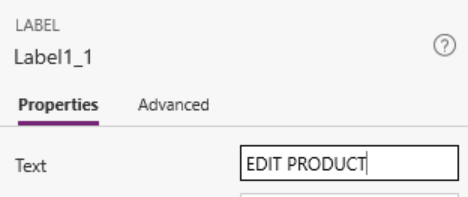 LABEL
Label1_1
?
Properties Advanced
Text EDIT PRODUCT